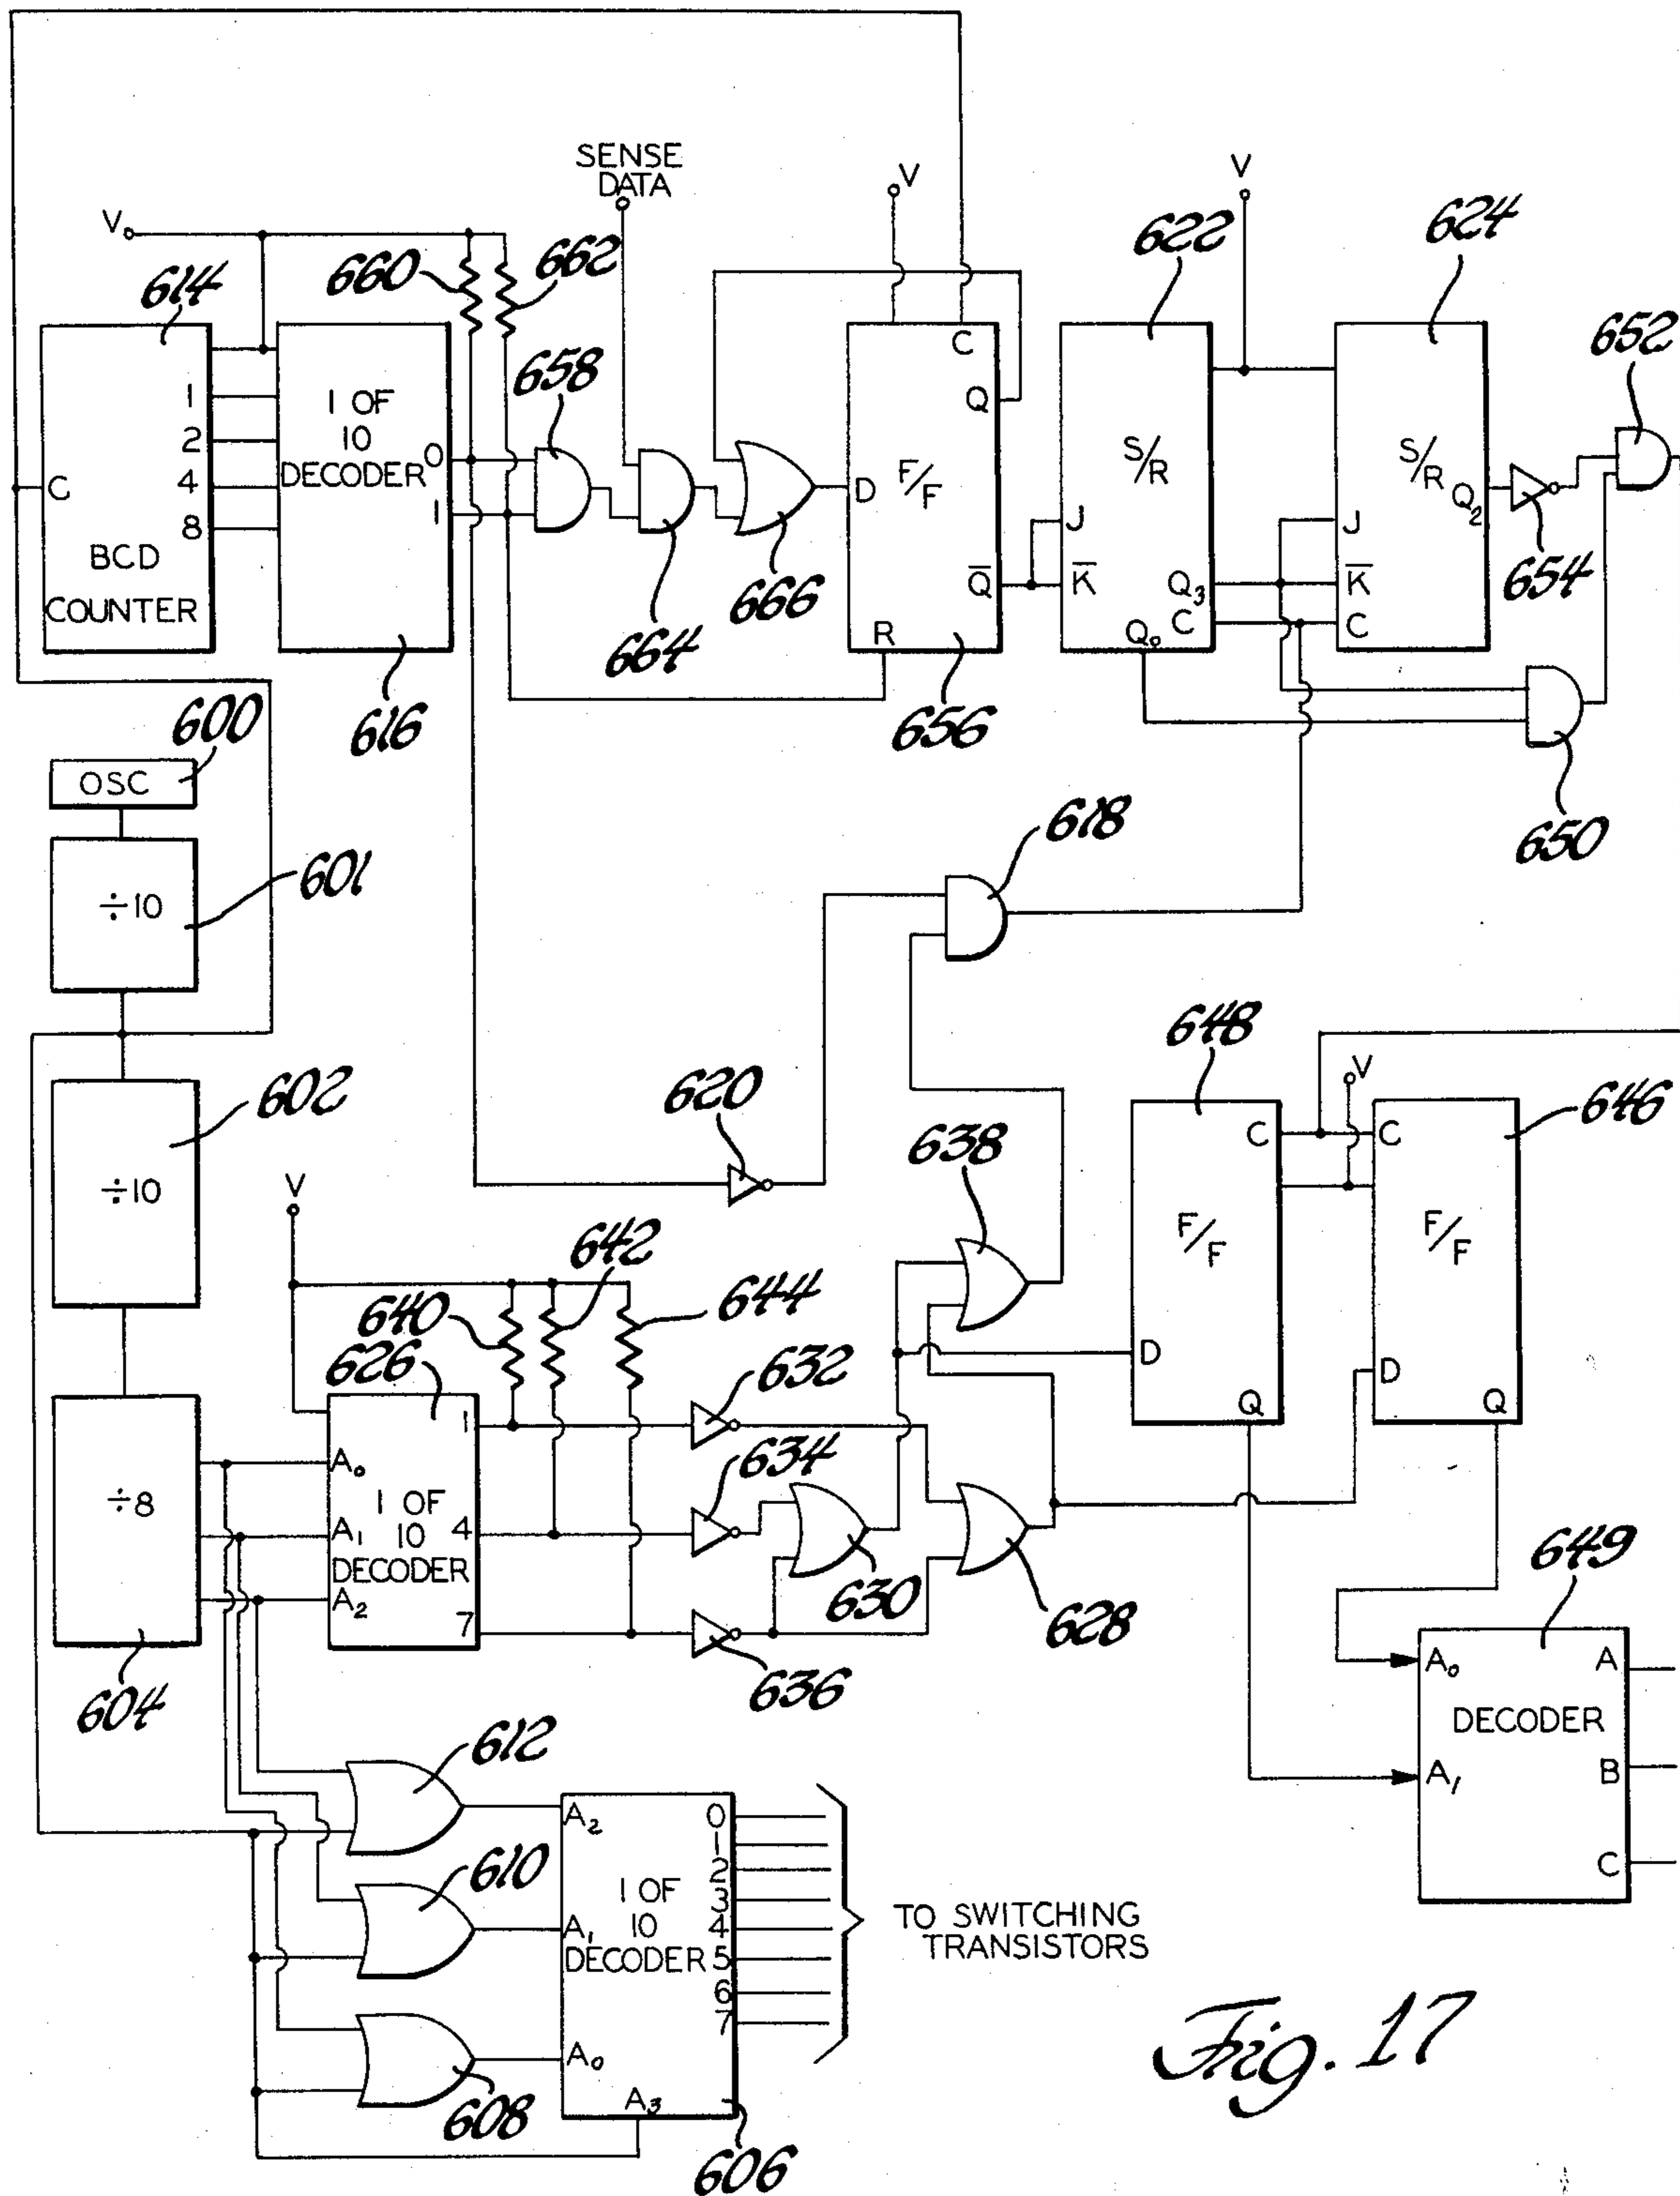 SENSE
DATA
V
V
V
622
624
614
660
662
652
658
C
1
2
4
8
BCD
COUNTER
1 OF
10
DECODER
0
1
C
Q
D
F/F
Q̅
R
S/R
J
K̅
Q3
C
Q0
S/R
Q2
J
K̅
C
654
666
664
656
616
650
600
OSC
÷10
601
618
602
÷10
620
648
V
646
638
C
F/F
D
Q
C
F/F
D
Q
V
642
640
644
626
632
634
÷8
604
A0
A1
A2
1 OF
10
DECODER
1
4
7
630
628
636
649
A0
A1
DECODER
A
B
C
612
610
608
A2
A1
A0
A3
1 OF
10
DECODER
0
1
2
3
4
5
6
7
606
TO SWITCHING
TRANSISTORS
Fig. 17